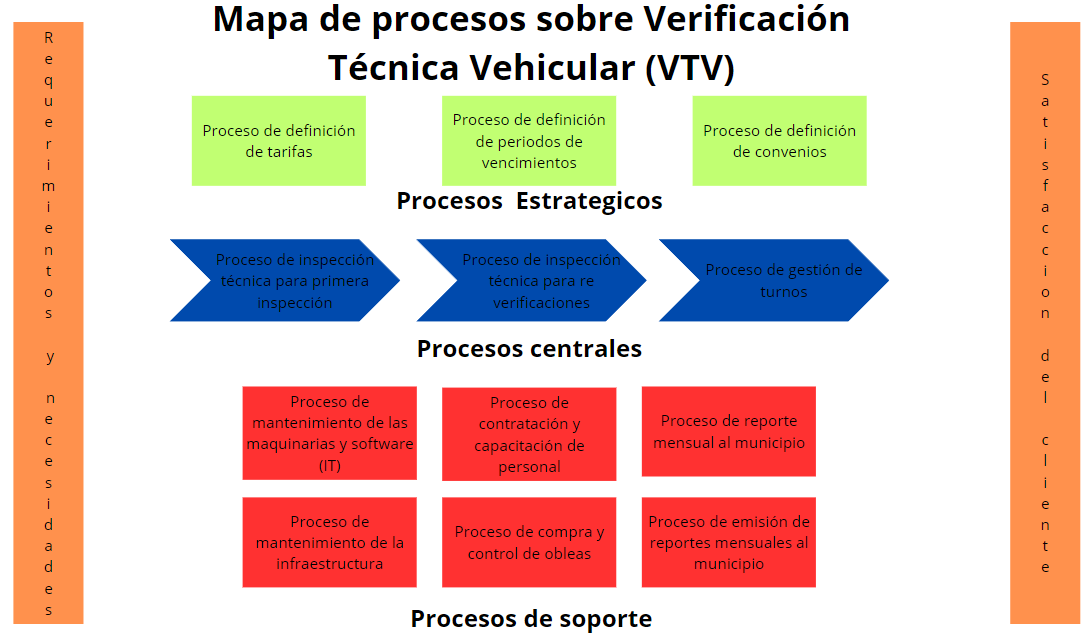 Mapa de procesos sobre Verificación
Técnica Vehicular (VTV)
Requerimientos y necesidades
Proceso de definición
de tarifas
Proceso de definición
de periodos de
vencimientos
Proceso de definición
de convenios
Procesos Estrategicos
Proceso de inspección
técnica para primera
inspección
Proceso de inspección
técnica para re
verificaciones
Proceso de gestión de
turnos
Procesos centrales
Proceso de
mantenimiento de las
maquinarias y software
(IT)
Proceso de
contratación y
capacitación de
personal
Proceso de reporte
mensual al municipio
Proceso de
mantenimiento de la
infraestructura
Proceso de compra y
control de obleas
Proceso de emisión de
reportes mensuales al
municipio
Procesos de soporte
Satisfaccion del cliente